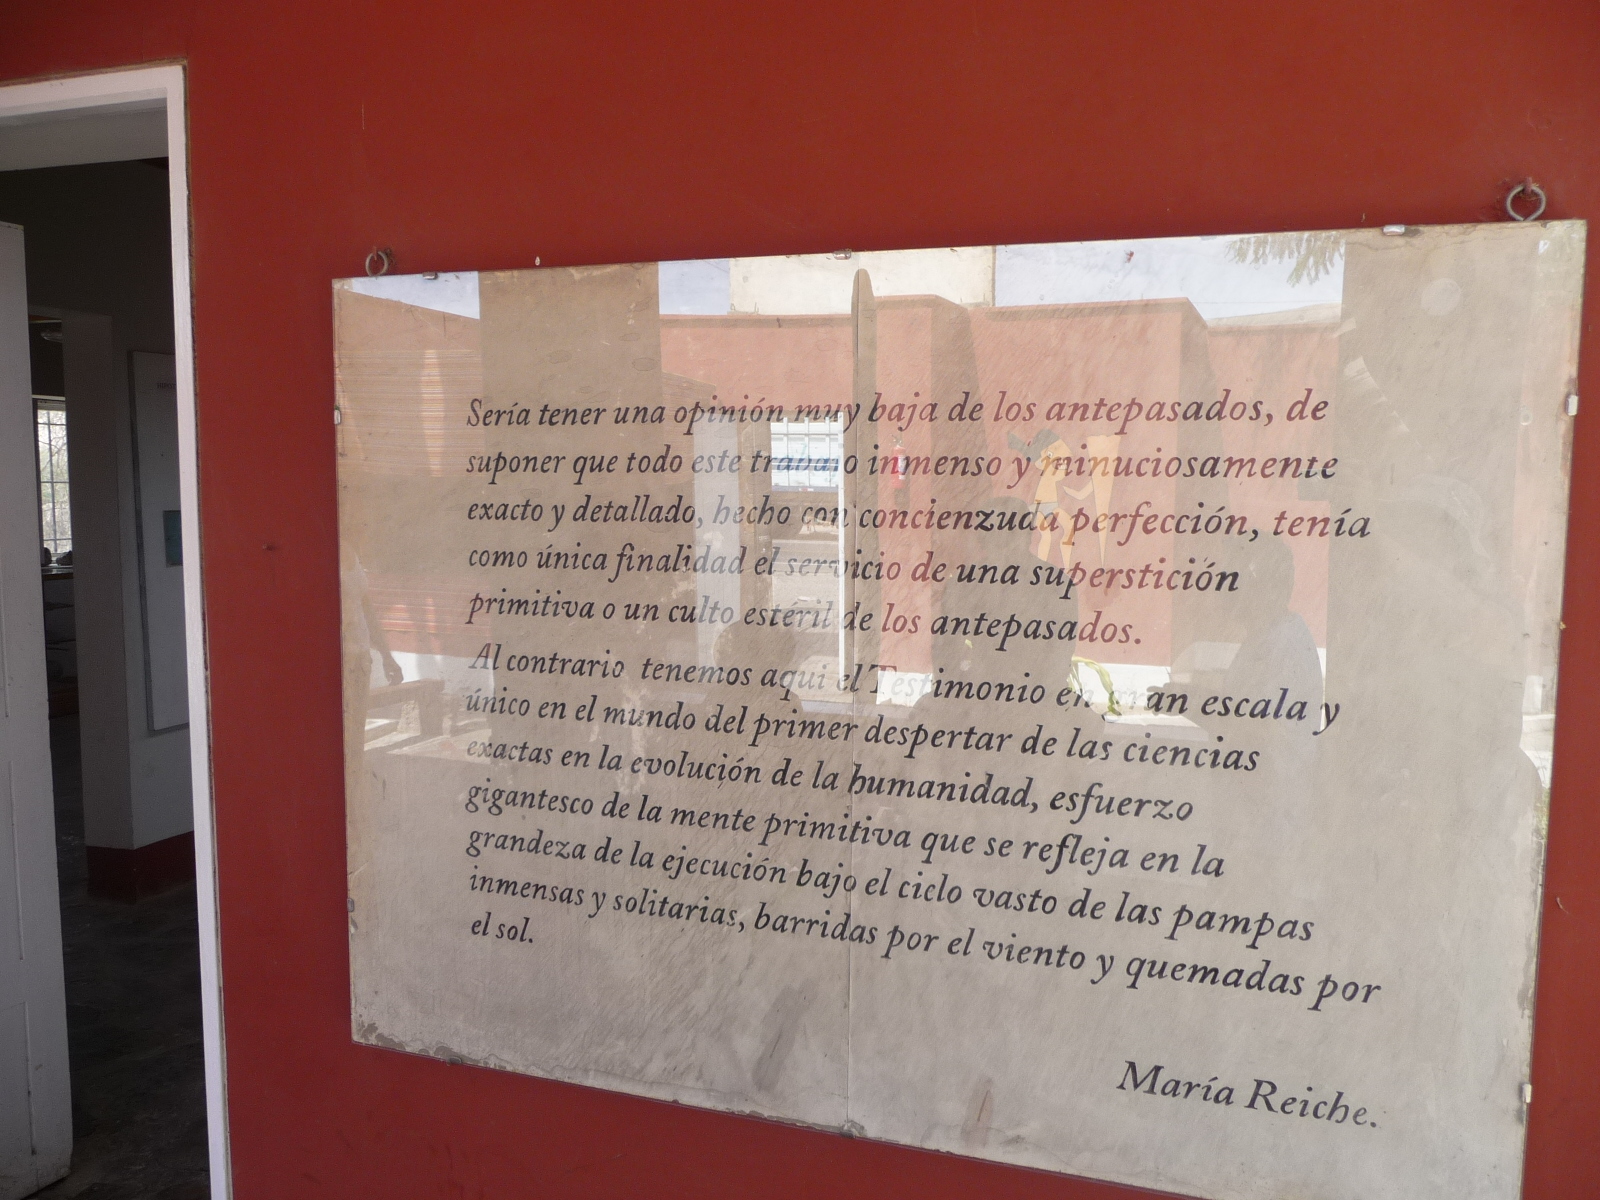 Sería tener una opinión muy baja de los antepasados, de
suponer que todo este trabajo inmenso y minuciosamente
exacto y detallado, hecho con concienzuda perfección, tenía
como única finalidad el servicio de una superstición
primitiva o un culto estéril de los antepasados.
Al contrario tenemos aquí el Testimonio en gran escala y
único en el mundo del primer despertar de las ciencias
exactas en la evolución de la humanidad, esfuerzo
gigantesco de la mente primitiva que se refleja en la
grandeza de la ejecución bajo el cielo vasto de las pampas
inmensas y solitarias, barridas por el viento y quemadas por
el sol.
María Reiche.